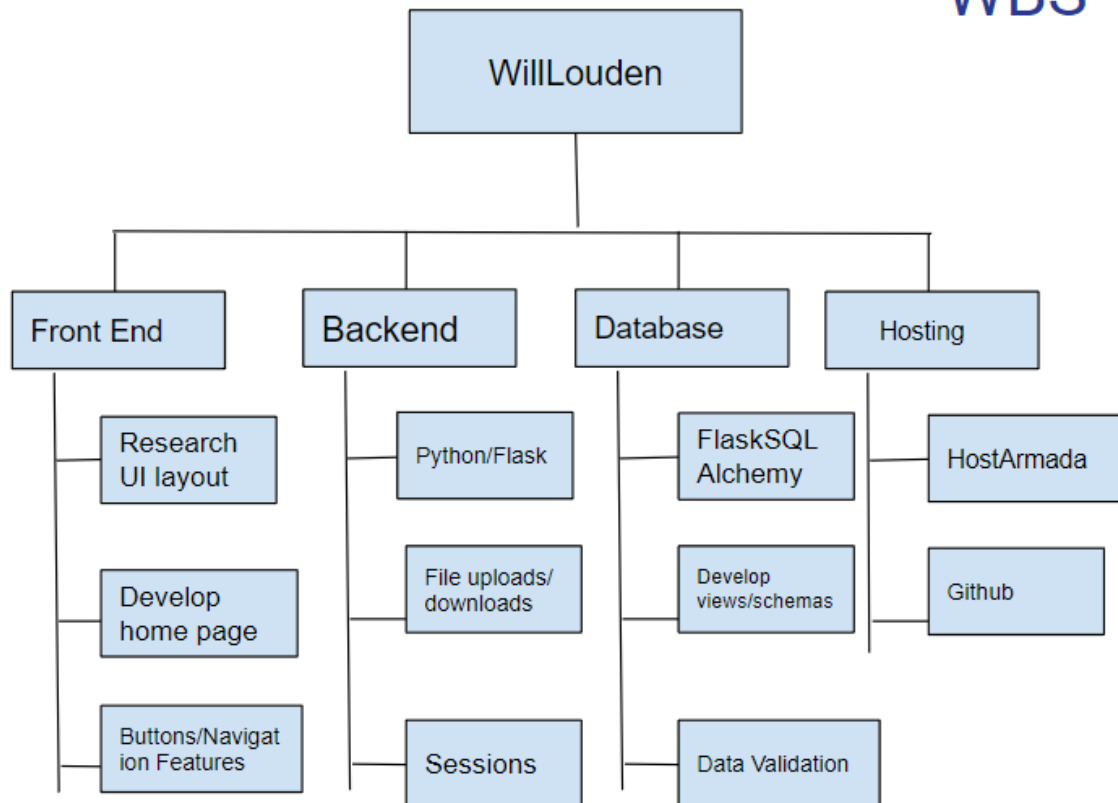 WBS
WillLouden
Front End
Backend
Database
Hosting
Research
UI layout
Python/Flask
FlaskSQL
Alchemy
HostArmada
Develop
home page
File uploads/
downloads
Develop
views/schemas
Github
Buttons/Navigat
ion Features
Sessions
Data Validation